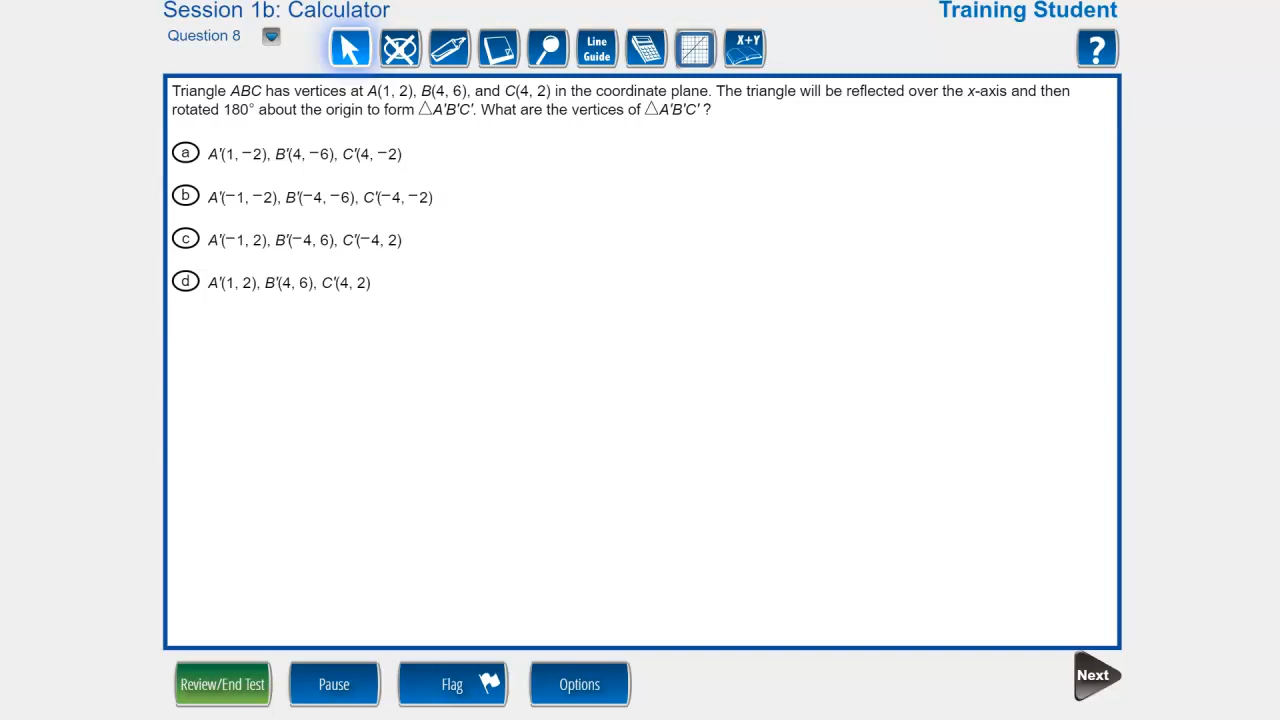 Session 1b: Calculator
Training Student
Question 8
Line
Guide
X+Y
?
Triangle ABC has vertices at A(1, 2), B(4, 6), and C(4, 2) in the coordinate plane. The triangle will be reflected over the x-axis and then
rotated 180° about the origin to form △A′B′C′. What are the vertices of △A′B′C′ ?
a A′(1, −2), B′(4, −6), C′(4, −2)
b A′(−1, −2), B′(−4, −6), C′(−4, −2)
c A′(−1, 2), B′(−4, 6), C′(−4, 2)
d A′(1, 2), B′(4, 6), C′(4, 2)
Review/End Test
Pause
Flag
Options
Next